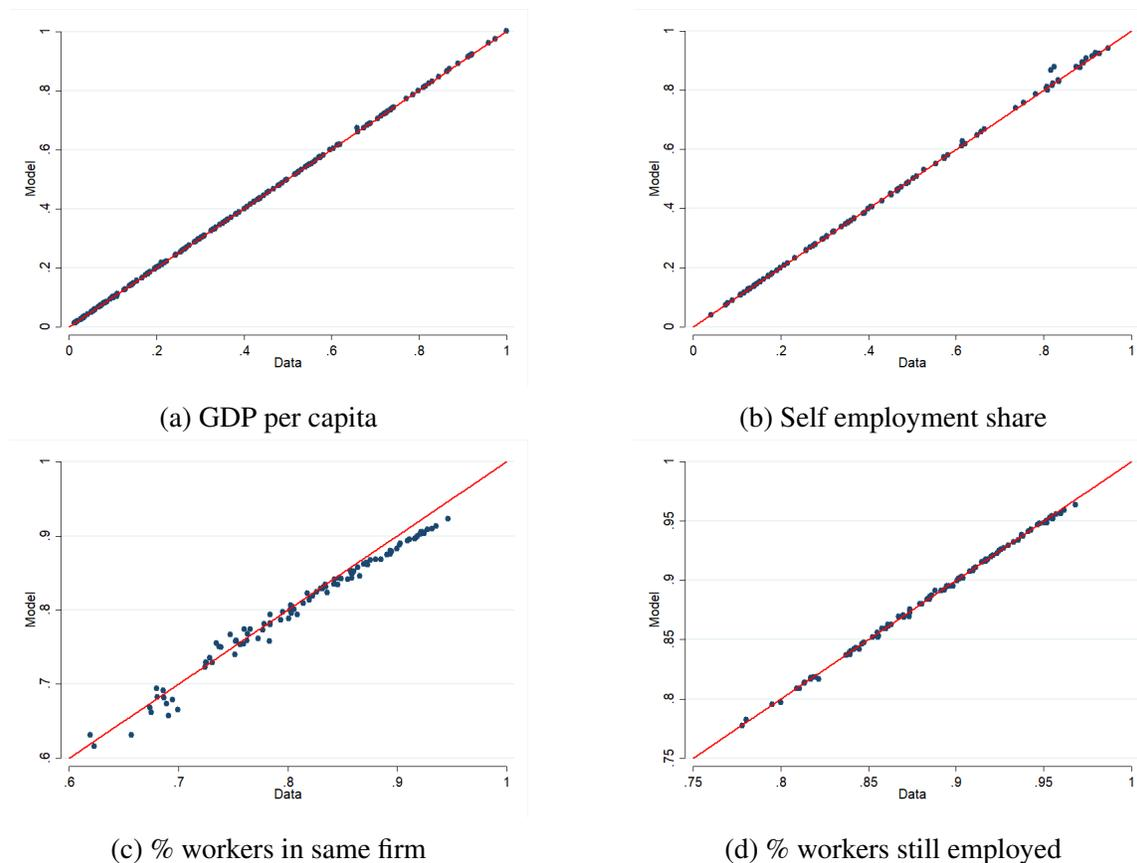 1
.8
.6
.4
.2
0
Model
0 .2 .4 .6 .8 1
Data
(a) GDP per capita
1
.8
.6
.4
.2
0
Model
0 .2 .4 .6 .8 1
Data
(b) Self employment share
1
.9
.8
.7
.6
Model
.6 .7 .8 .9 1
Data
(c) % workers in same firm
1
.95
.9
.85
.8
.75
Model
.75 .8 .85 .9 .95 1
Data
(d) % workers still employed